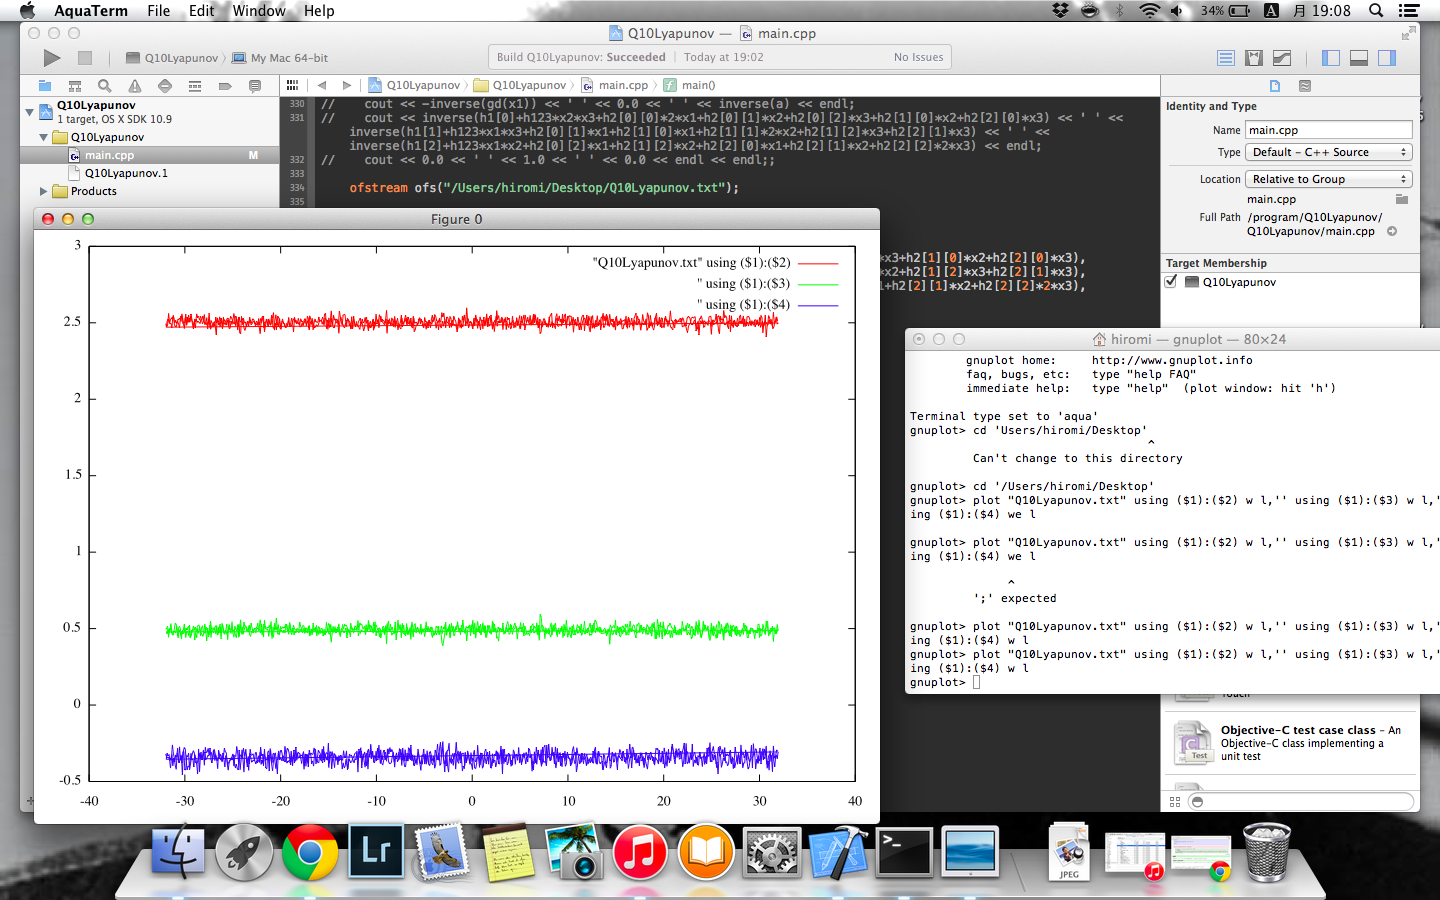 AquaTerm File Edit Window Help 34% A 月 19:08
Q10Lyapunov — main.cpp
Q10Lyapunov My Mac 64-bit
Build Q10Lyapunov: Succeeded | Today at 19:02 No Issues
Q10Lyapunov Q10Lyapunov main.cpp main()
Q10Lyapunov
1 target, OS X SDK 10.9
Q10Lyapunov
main.cpp M
Q10Lyapunov.1
Products
330 // cout << -inverse(gd(x1)) << ' ' << 0.0 << ' ' << inverse(a) << endl;
331 // cout << inverse(h1[0]+h123*x2*x3+h2[0][0]*2*x1+h2[0][1]*x2+h2[0][2]*x3+h2[1][0]*x2+h2[2][0]*x3) << ' ' <<
inverse(h1[1]+h123*x1*x3+h2[0][1]*x1+h2[1][0]*x1+h2[1][1]*2*x2+h2[1][2]*x3+h2[2][1]*x3) << ' ' <<
inverse(h1[2]+h123*x1*x2+h2[0][2]*x1+h2[1][2]*x2+h2[2][0]*x1+h2[2][1]*x2+h2[2][2]*2*x3) << endl;
332 // cout << 0.0 << ' ' << 1.0 << ' ' << 0.0 << endl << endl;;
333
334 ofstream ofs("/Users/hiromi/Desktop/Q10Lyapunov.txt");
335
*x3+h2[1][0]*x2+h2[2][0]*x3),
*x2+h2[1][2]*x3+h2[2][1]*x3),
1+h2[2][1]*x2+h2[2][2]*2*x3),
Identity and Type
Name main.cpp
Type Default - C++ Source
Location Relative to Group
main.cpp
Full Path /program/Q10Lyapunov/
Q10Lyapunov/main.cpp
Target Membership
Q10Lyapunov
Figure 0
"Q10Lyapunov.txt" using ($1):($2)
'' using ($1):($3)
'' using ($1):($4)
3
2.5
2
1.5
1
0.5
0
-0.5
-40 -30 -20 -10 0 10 20 30 40
hiromi — gnuplot — 80×24
gnuplot home: http://www.gnuplot.info
faq, bugs, etc: type "help FAQ"
immediate help: type "help" (plot window: hit 'h')
Terminal type set to 'aqua'
gnuplot> cd 'Users/hiromi/Desktop'
^
Can't change to this directory
gnuplot> cd '/Users/hiromi/Desktop'
gnuplot> plot "Q10Lyapunov.txt" using ($1):($2) w l,'' using ($1):($3) w l,'
ing ($1):($4) we l
gnuplot> plot "Q10Lyapunov.txt" using ($1):($2) w l,'' using ($1):($3) w l,'
ing ($1):($4) we l
^
';' expected
gnuplot> plot "Q10Lyapunov.txt" using ($1):($2) w l,'' using ($1):($3) w l,'
ing ($1):($4) w l
gnuplot> plot "Q10Lyapunov.txt" using ($1):($2) w l,'' using ($1):($3) w l,'
ing ($1):($4) w l
gnuplot>
Touch
Objective-C test case class - An
Objective-C class implementing a
unit test
Test
Lr
JPEG